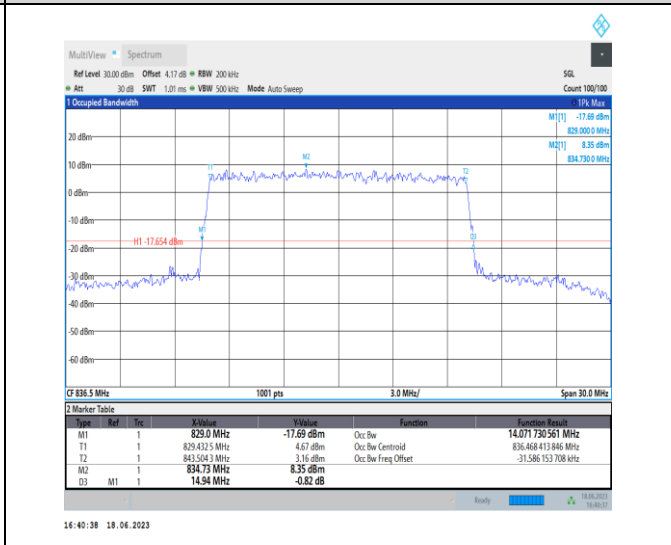 MultiView Spectrum
Ref Level 30.00 dBm Offset 4.17 dB RBW 200 kHz SGL
Att 30 dB SWT 1.01 ms VBW 500 kHz Mode Auto Sweep Count 100/100
1 Occupied Bandwidth 1Pk Max
M1[1] -17.69 dBm
829.000 0 MHz
M2[1] 8.35 dBm
834.730 0 MHz
20 dBm
10 dBm
0 dBm
-10 dBm
-20 dBm
-30 dBm
-40 dBm
-50 dBm
-60 dBm
T1
M2
T2
M1
D3
H1 -17.654 dBm
CF 836.5 MHz 1001 pts 3.0 MHz/ Span 30.0 MHz
2 Marker Table
Type Ref Trc X-Value Y-Value Function Function Result
M1 1 829.0 MHz -17.69 dBm Occ Bw 14.071 730 561 MHz
T1 1 829.432 5 MHz 4.67 dBm Occ Bw Centroid 836.468 413 846 MHz
T2 1 843.504 3 MHz 3.16 dBm Occ Bw Freq Offset -31.586 153 708 kHz
M2 1 834.73 MHz 8.35 dBm
D3 M1 1 14.94 MHz -0.82 dB
Ready 18.06.2023
16:40:37
16:40:38 18.06.2023